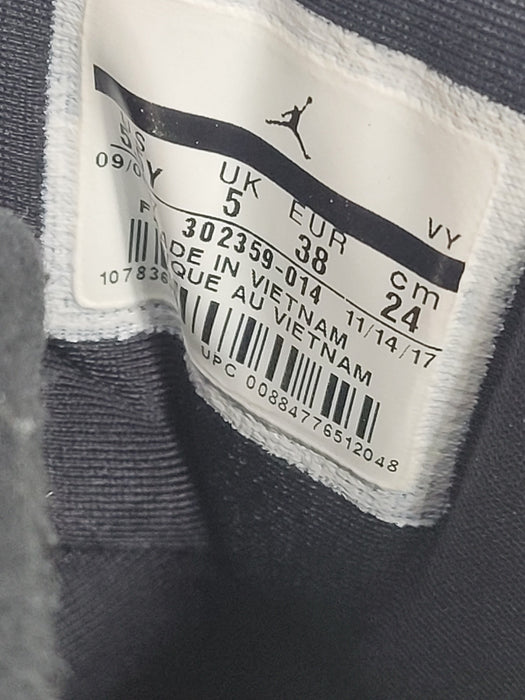 US UK EUR cm VY
5 38 24
09/0
302359-014 11/14/17
DE IN VIETNAM
QUE AU VIETNAM
107836
UPC 00884776512048